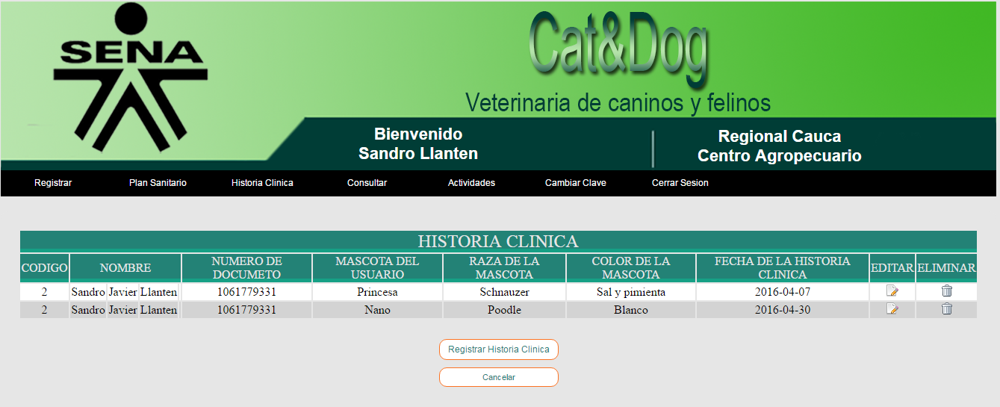 SENA
Cat&Dog
Veterinaria de caninos y felinos
Bienvenido
Sandro Llanten
Regional Cauca
Centro Agropecuario
Registrar Plan Sanitario Historia Clinica Consultar Actividades Cambiar Clave Cerrar Sesion
HISTORIA CLINICA
CODIGO NOMBRE NUMERO DE DOCUMETO MASCOTA DEL USUARIO RAZA DE LA MASCOTA COLOR DE LA MASCOTA FECHA DE LA HISTORIA CLINICA EDITAR ELIMINAR
2 Sandro Javier Llanten 1061779331 Princesa Schnauzer Sal y pimienta 2016-04-07
2 Sandro Javier Llanten 1061779331 Nano Poodle Blanco 2016-04-30
Registrar Historia Clinica
Cancelar